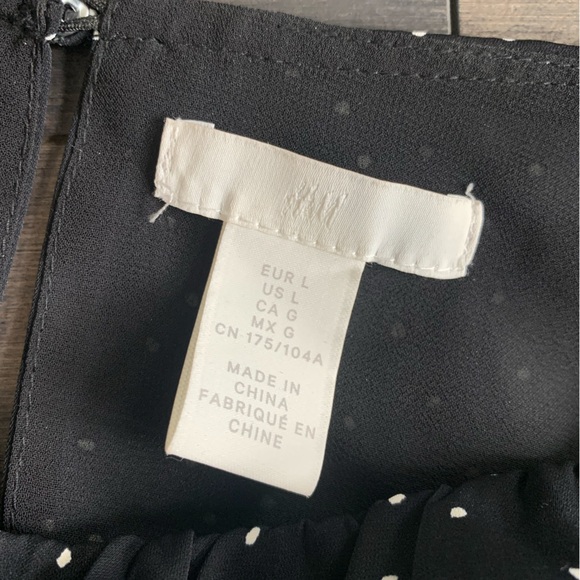 H&M
EUR L
US L
CA G
MX G
CN 175/104A
MADE IN
CHINA
FABRIQUÉ EN
CHINE